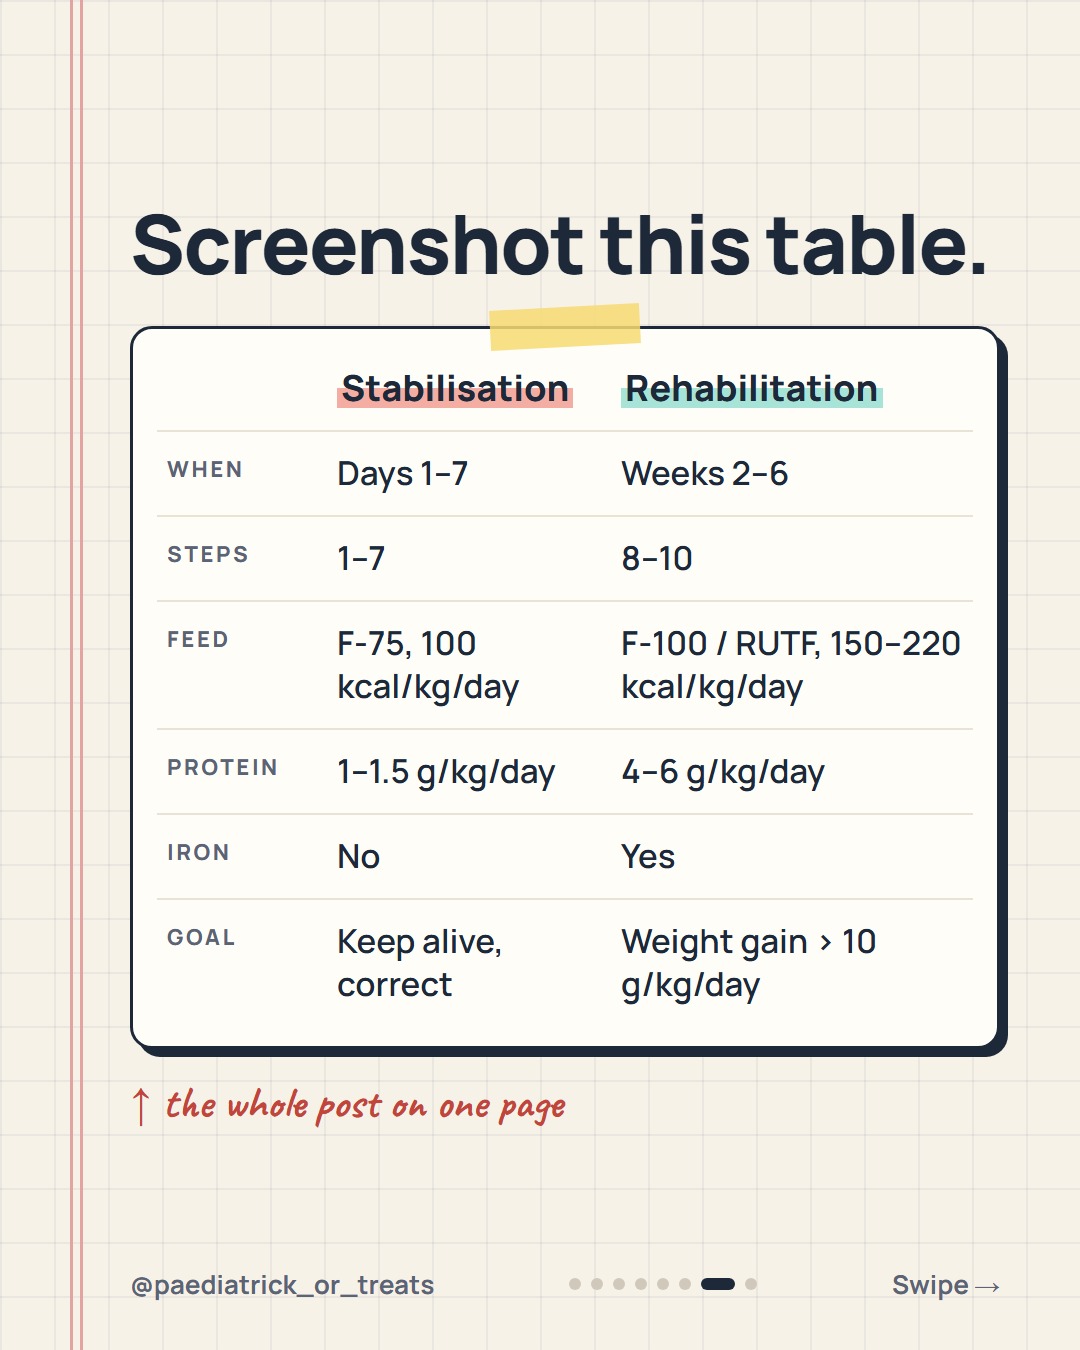 Screenshot this table.
Stabilisation Rehabilitation
WHEN Days 1–7 Weeks 2–6
STEPS 1–7 8–10
FEED F-75, 100 kcal/kg/day F-100 / RUTF, 150–220 kcal/kg/day
PROTEIN 1–1.5 g/kg/day 4–6 g/kg/day
IRON No Yes
GOAL Keep alive, correct Weight gain > 10 g/kg/day
↑ the whole post on one page
@paediatrick_or_treats Swipe →